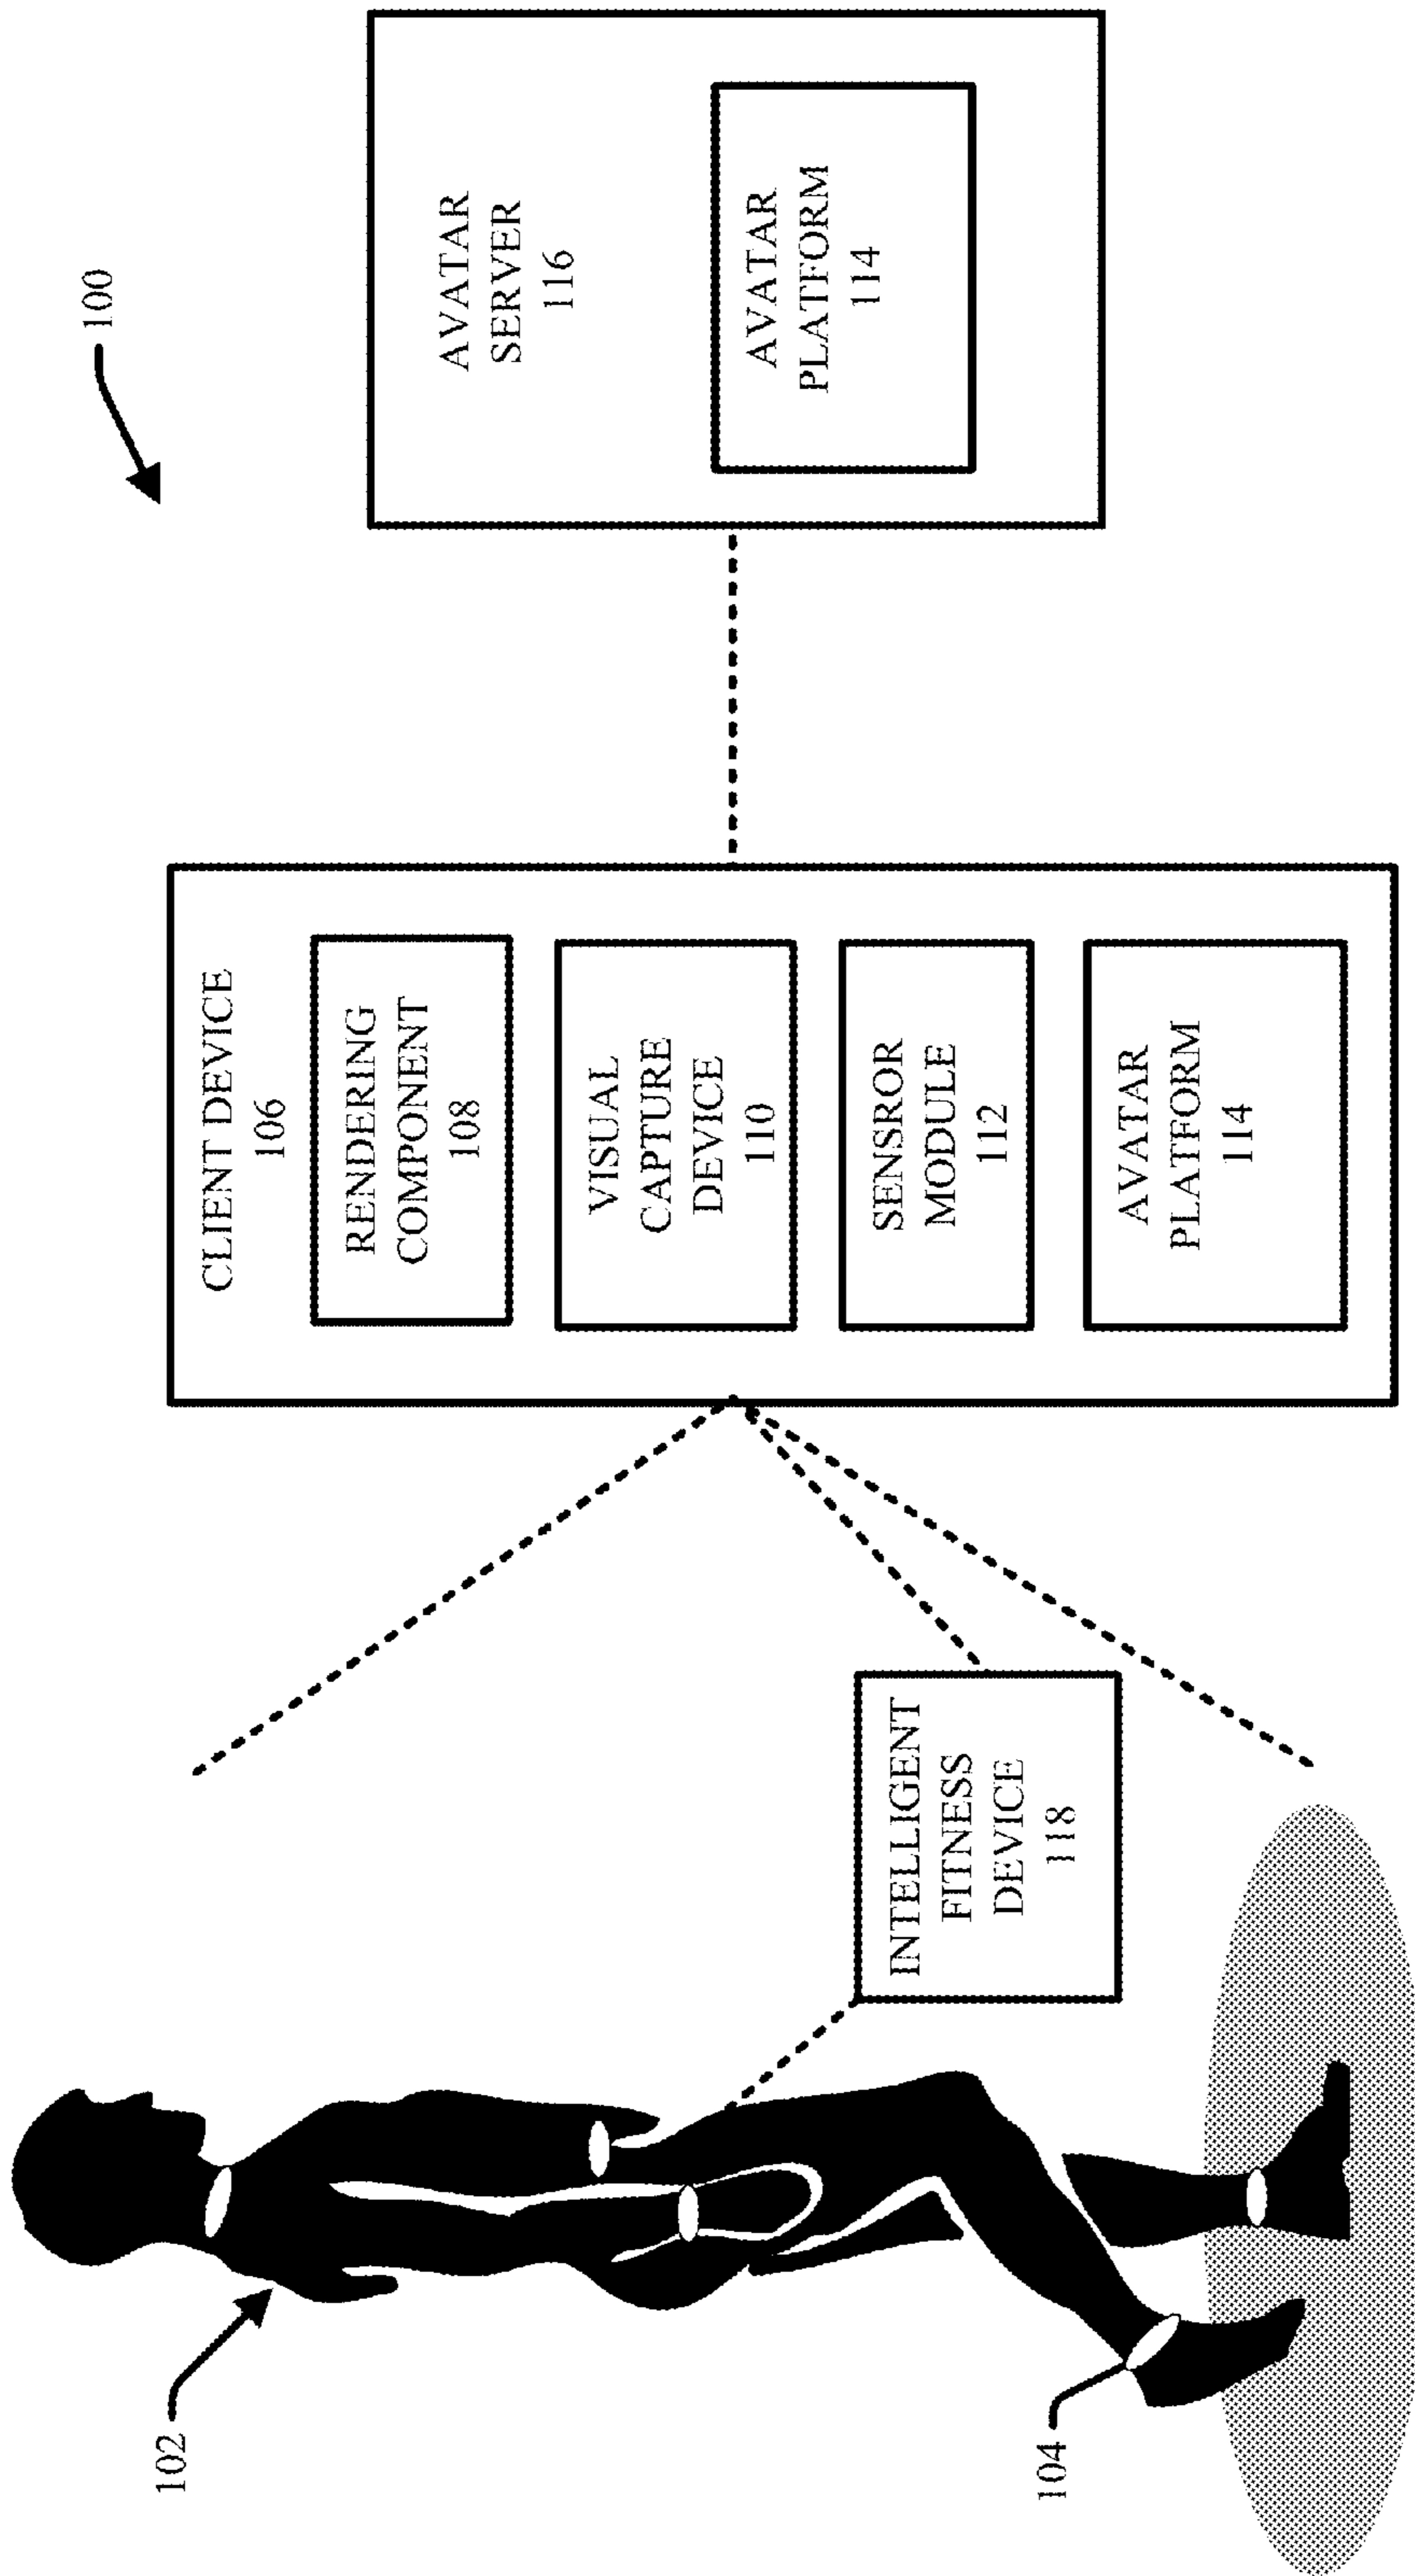 100
102
104
INTELLIGENT
FITNESS
DEVICE
118
CLIENT DEVICE
106
RENDERING
COMPONENT
108
VISUAL
CAPTURE
DEVICE
110
SENSROR
MODULE
112
AVATAR
PLATFORM
114
AVATAR
SERVER
116
AVATAR
PLATFORM
114